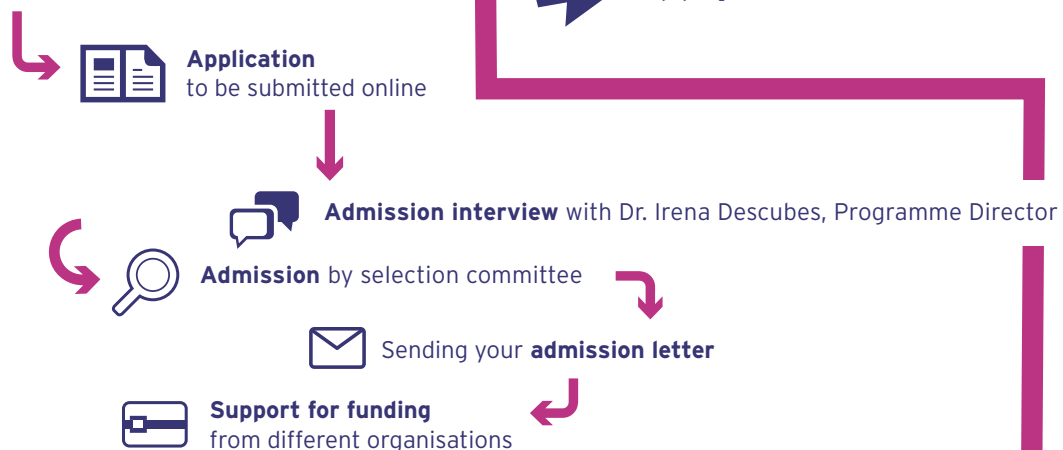 Application
to be submitted online
Admission interview with Dr. Irena Descubes, Programme Director
Admission by selection committee
Sending your admission letter
Support for funding
from different organisations